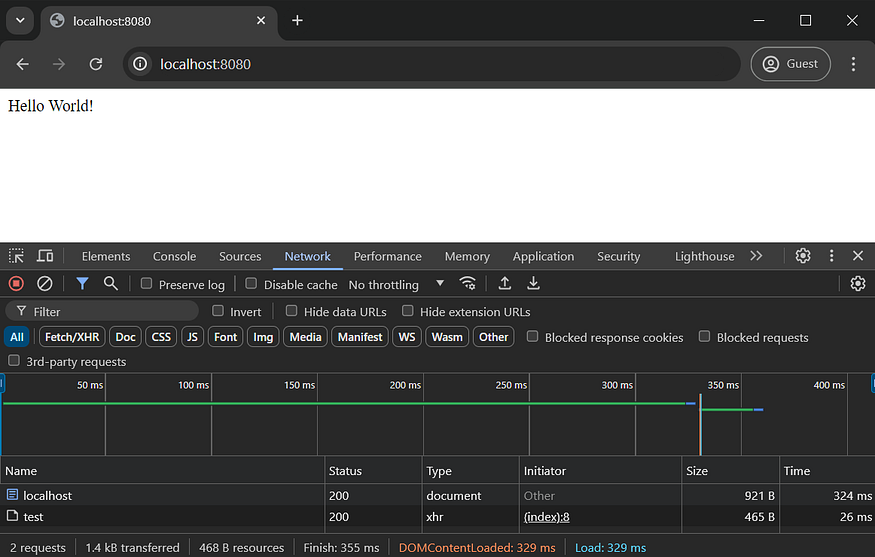 localhost:8080
localhost:8080
Guest
Hello World!
Elements Console Sources Network Performance Memory Application Security Lighthouse
Preserve log Disable cache No throttling
Filter Invert Hide data URLs Hide extension URLs
All Fetch/XHR Doc CSS JS Font Img Media Manifest WS Wasm Other Blocked response cookies Blocked requests
3rd-party requests
50 ms 100 ms 150 ms 200 ms 250 ms 300 ms 350 ms 400 ms
Name Status Type Initiator Size Time
localhost 200 document Other 921 B 324 ms
test 200 xhr (index):8 465 B 26 ms
2 requests 1.4 kB transferred 468 B resources Finish: 355 ms DOMContentLoaded: 329 ms Load: 329 ms